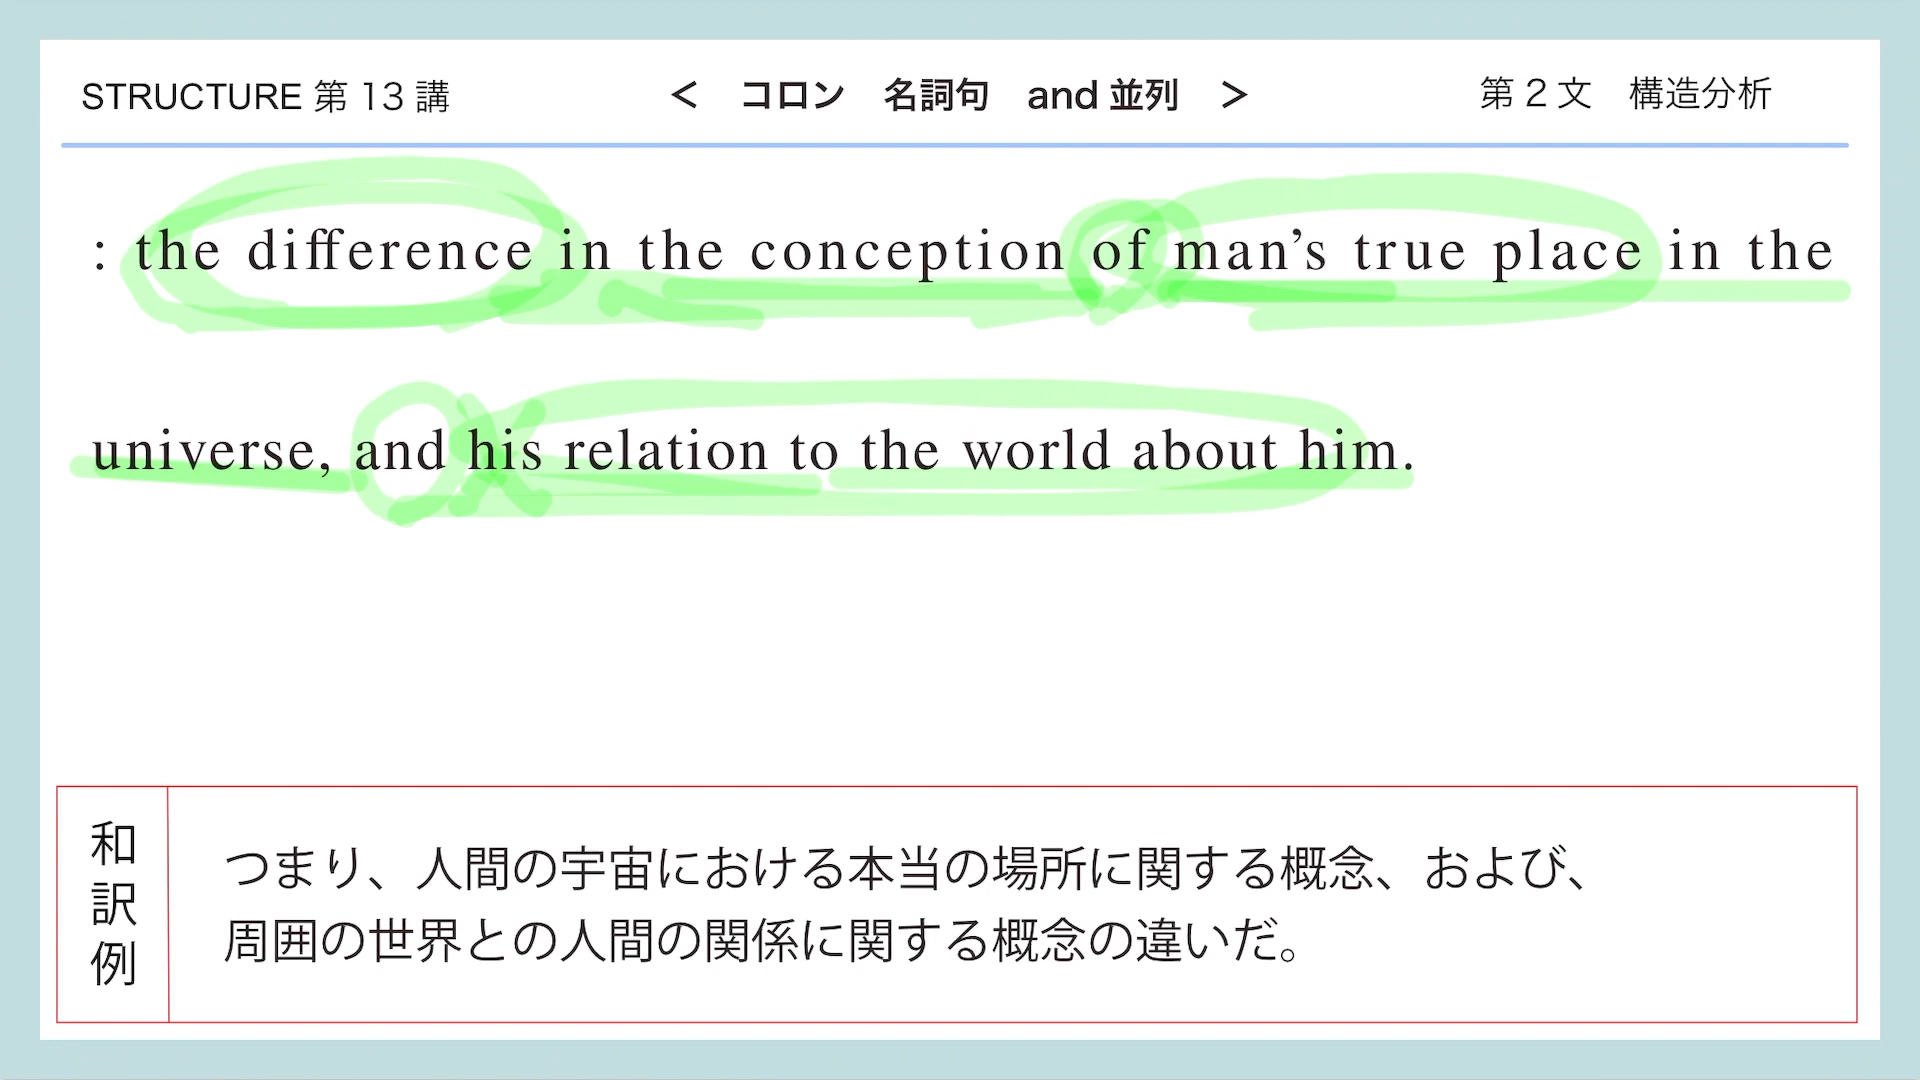 STRUCTURE 第 13 講
＜ コロン 名詞句 and 並列 ＞
第 2 文 構造分析
: the difference in the conception of man’s true place in the
universe, and his relation to the world about him.
和訳例
つまり、人間の宇宙における本当の場所に関する概念、および、
周囲の世界との人間の関係に関する概念の違いだ。